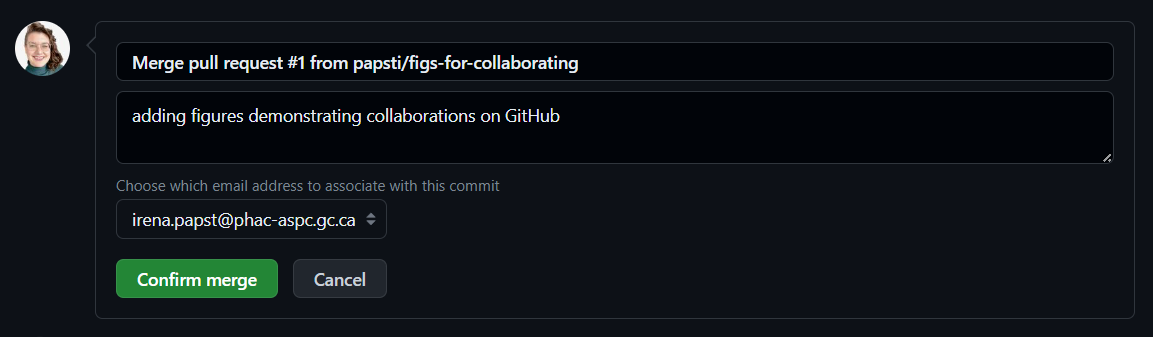 Merge pull request #1 from papsti/figs-for-collaborating
adding figures demonstrating collaborations on GitHub
Choose which email address to associate with this commit
irena.papst@phac-aspc.gc.ca
Confirm merge
Cancel